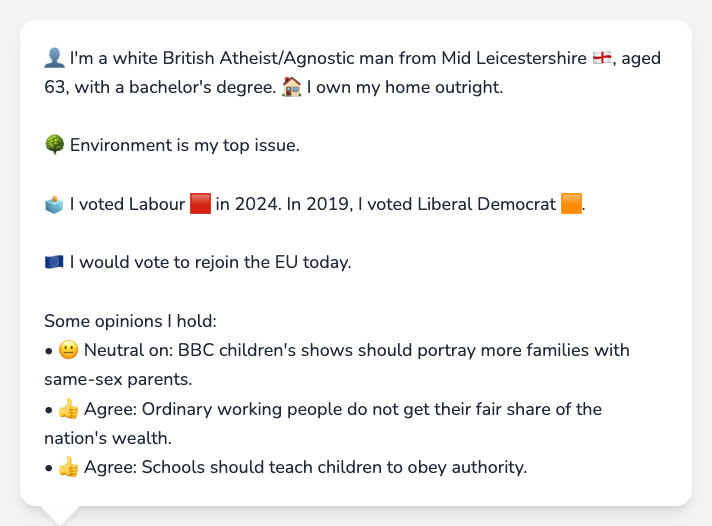 👤 I'm a white British Atheist/Agnostic man from Mid Leicestershire 🏴󠁧󠁢󠁥󠁮󠁧󠁿, aged
63, with a bachelor's degree. 🏠 I own my home outright.
🌳 Environment is my top issue.
🗳️ I voted Labour 🟥 in 2024. In 2019, I voted Liberal Democrat 🟧.
🇪🇺 I would vote to rejoin the EU today.
Some opinions I hold:
• 😐 Neutral on: BBC children's shows should portray more families with
same-sex parents.
• 👍 Agree: Ordinary working people do not get their fair share of the
nation's wealth.
• 👍 Agree: Schools should teach children to obey authority.